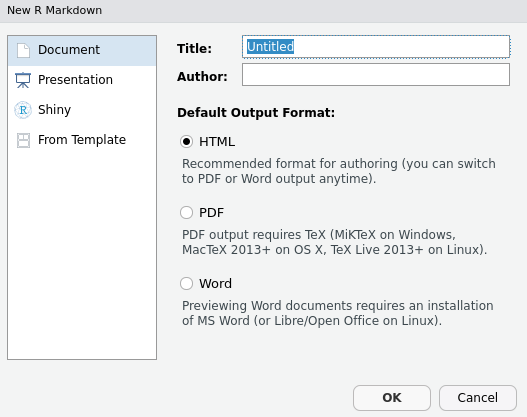 New R Markdown
Document
Presentation
R Shiny
From Template
Title: Untitled
Author:
Default Output Format:
HTML
Recommended format for authoring (you can switch
to PDF or Word output anytime).
PDF
PDF output requires TeX (MiKTeX on Windows,
MacTeX 2013+ on OS X, TeX Live 2013+ on Linux).
Word
Previewing Word documents requires an installation
of MS Word (or Libre/Open Office on Linux).
OK Cancel